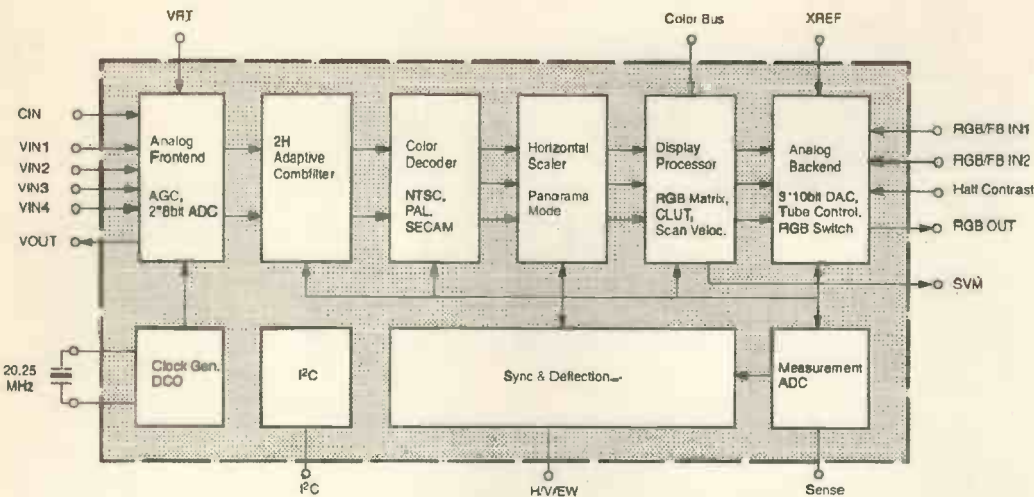 VRT
Color Bus
XREF
CIN
VIN1
VIN2
VIN3
VIN4
VOUT
Analog
Frontend
AGC,
2*8bit ADC
2H
Adaptive
Combfilter
Color
Decoder
NTSC,
PAL,
SECAM
Horizontal
Scaler
Panorama
Mode
Display
Processor
RGB Matrix,
CLUT,
Scan Veloc.
Analog
Backend
3*10bit DAC,
Tube Control.
RGB Switch
RGB/FB IN1
RGB/FB IN2
Half Contrast
RGB OUT
SVM
20.25
MHz
Clock Gen.
DCO
I²C
Sync & Deflection
Measurement
ADC
I²C
H/V/EW
Sense